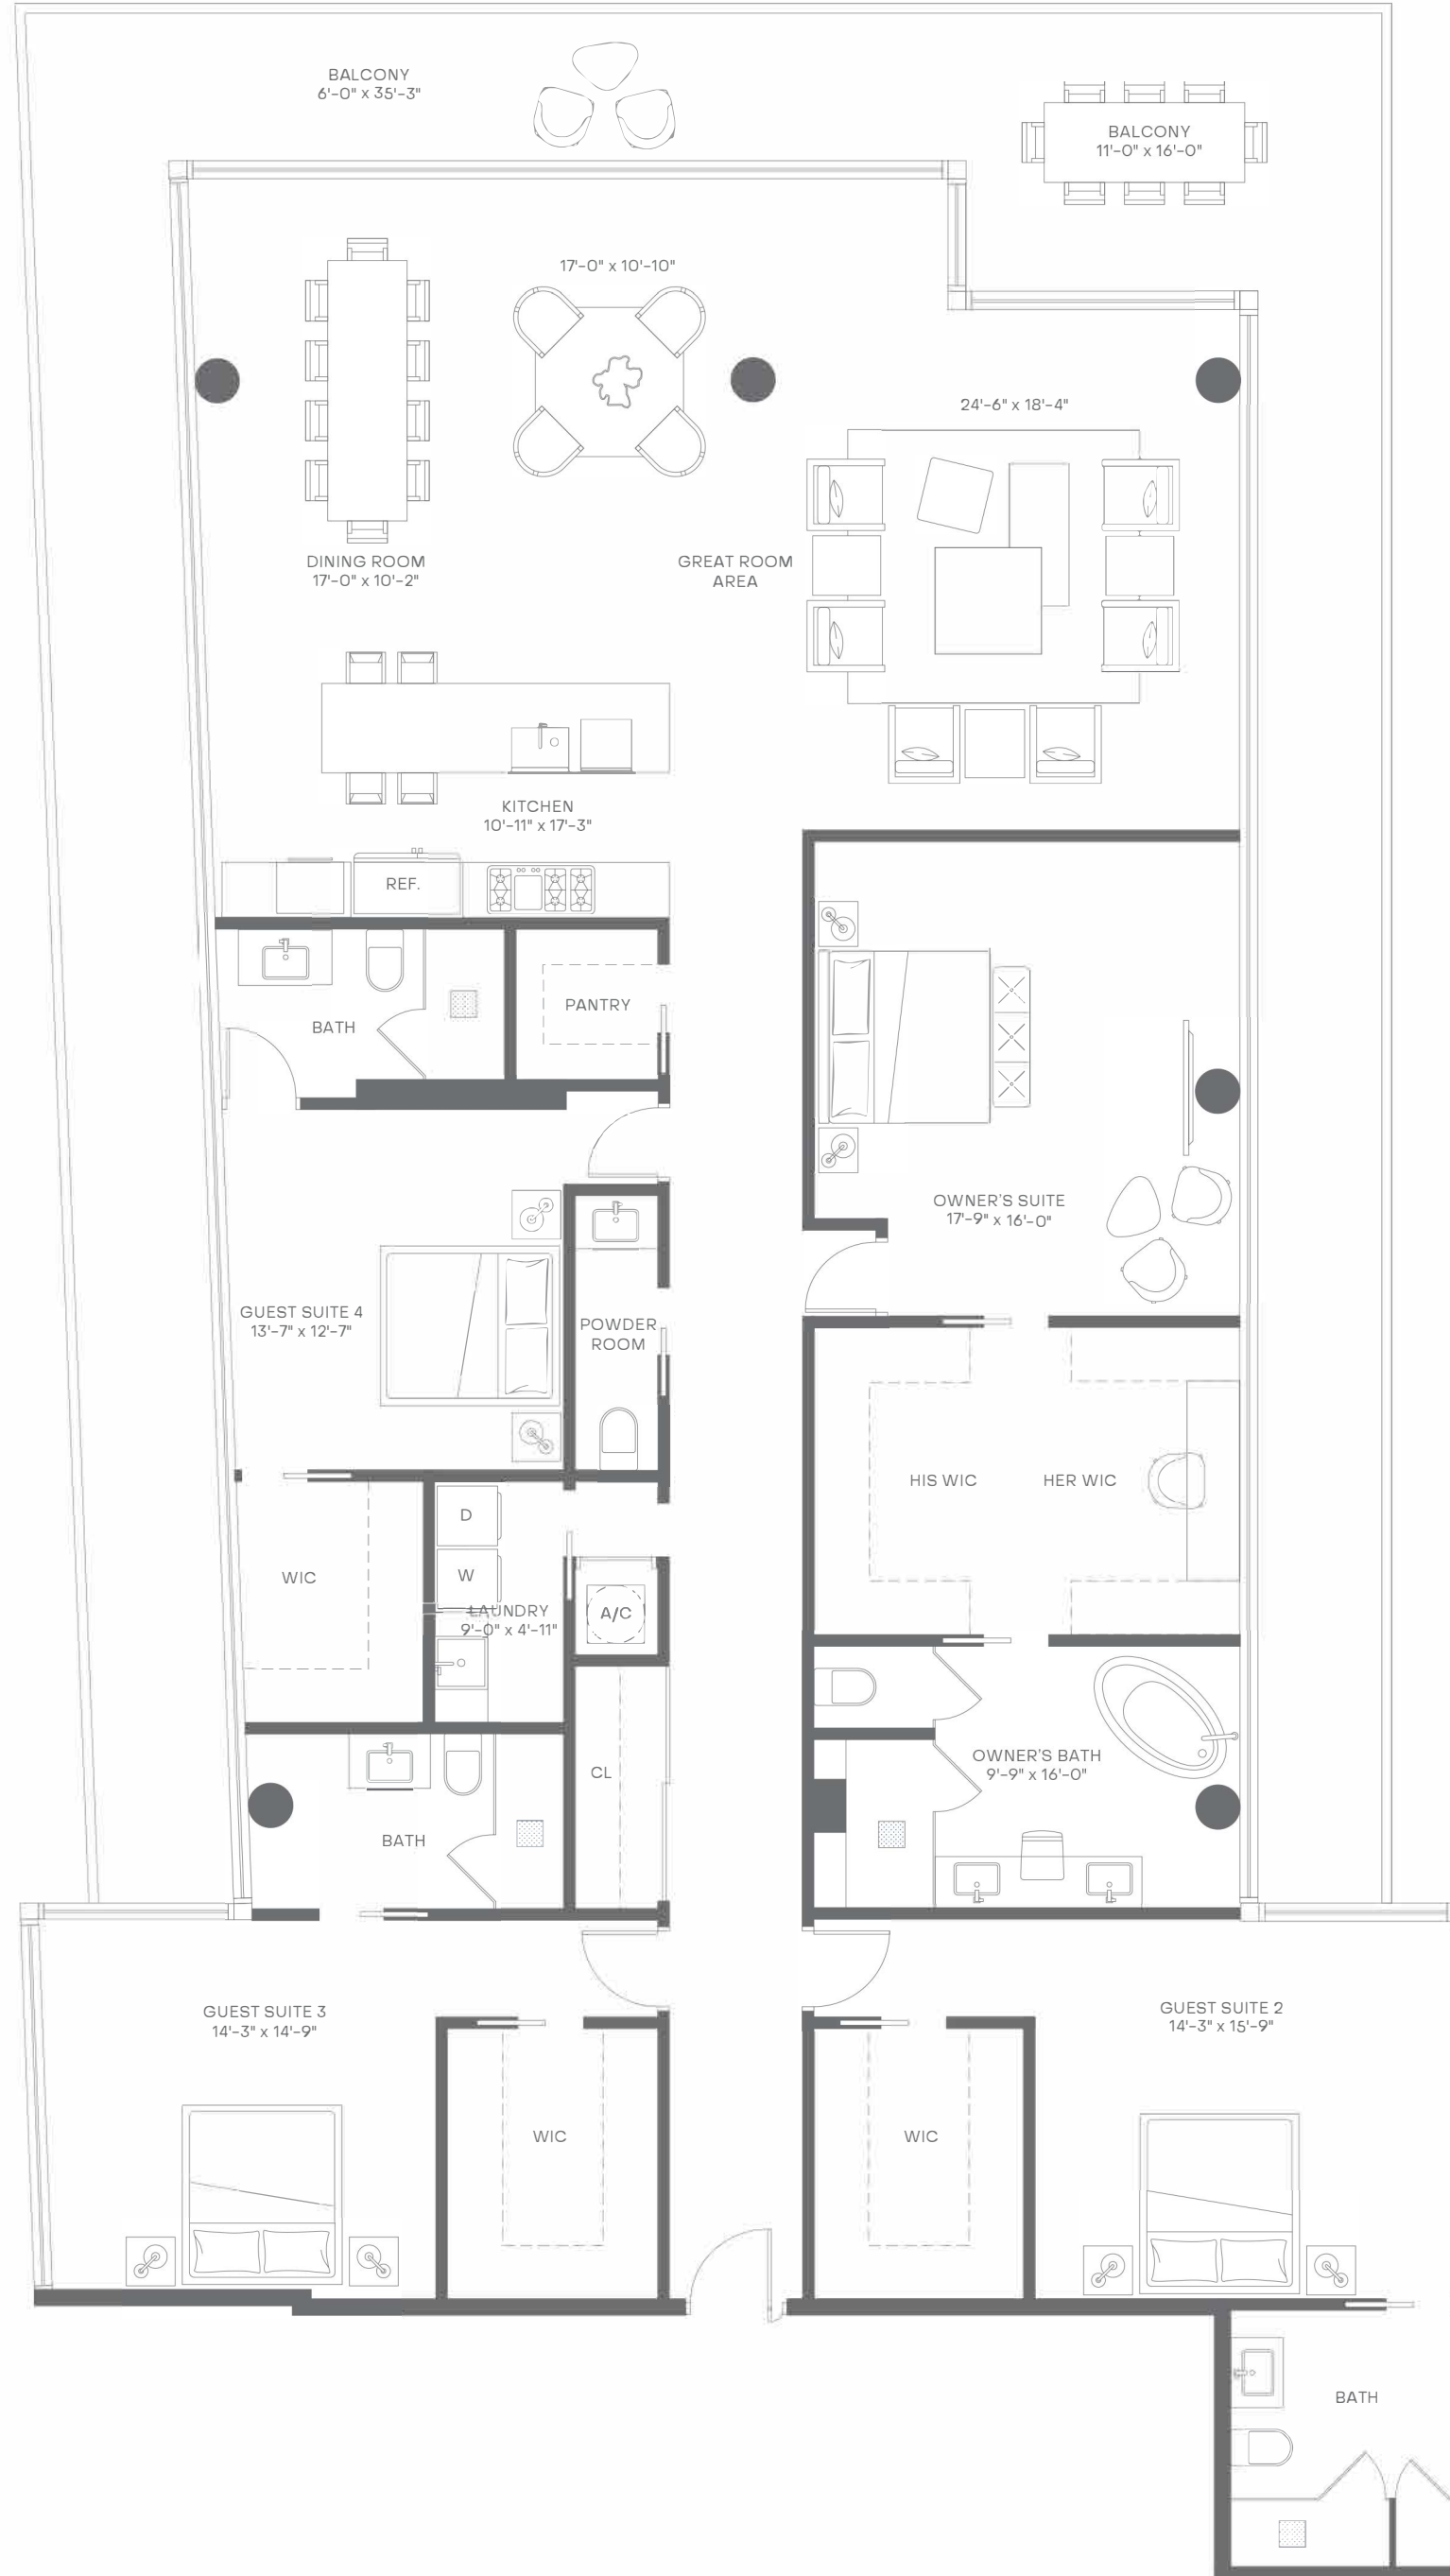 BALCONY
6'-0" x 35'-3"
BALCONY
11'-0" x 16'-0"
17'-0" x 10'-10"
24'-6" x 18'-4"
DINING ROOM
17'-0" x 10'-2"
GREAT ROOM
AREA
KITCHEN
10'-11" x 17'-3"
REF.
BATH
PANTRY
OWNER'S SUITE
17'-9" x 16'-0"
GUEST SUITE 4
13'-7" x 12'-7"
POWDER
ROOM
HIS WIC
HER WIC
D
W
WIC
LAUNDRY
9'-0" x 4'-11"
A/C
CL
OWNER'S BATH
9'-9" x 16'-0"
BATH
GUEST SUITE 3
14'-3" x 14'-9"
GUEST SUITE 2
14'-3" x 15'-9"
WIC
WIC
BATH